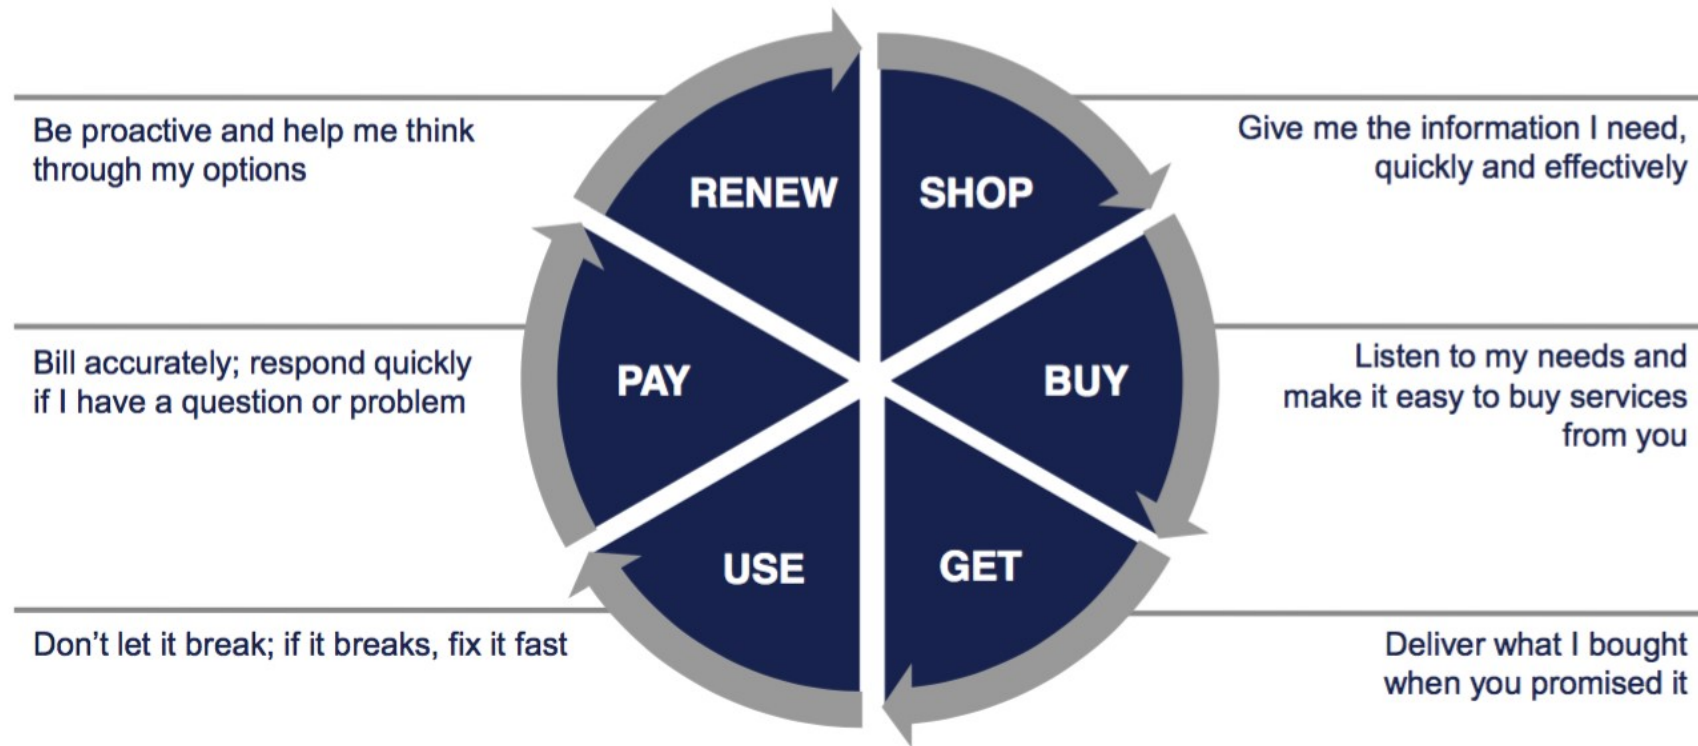 RENEW
SHOP
BUY
GET
USE
PAY
Give me the information I need,
quickly and effectively
Listen to my needs and
make it easy to buy services
from you
Deliver what I bought
when you promised it
Don’t let it break; if it breaks, fix it fast
Bill accurately; respond quickly
if I have a question or problem
Be proactive and help me think
through my options